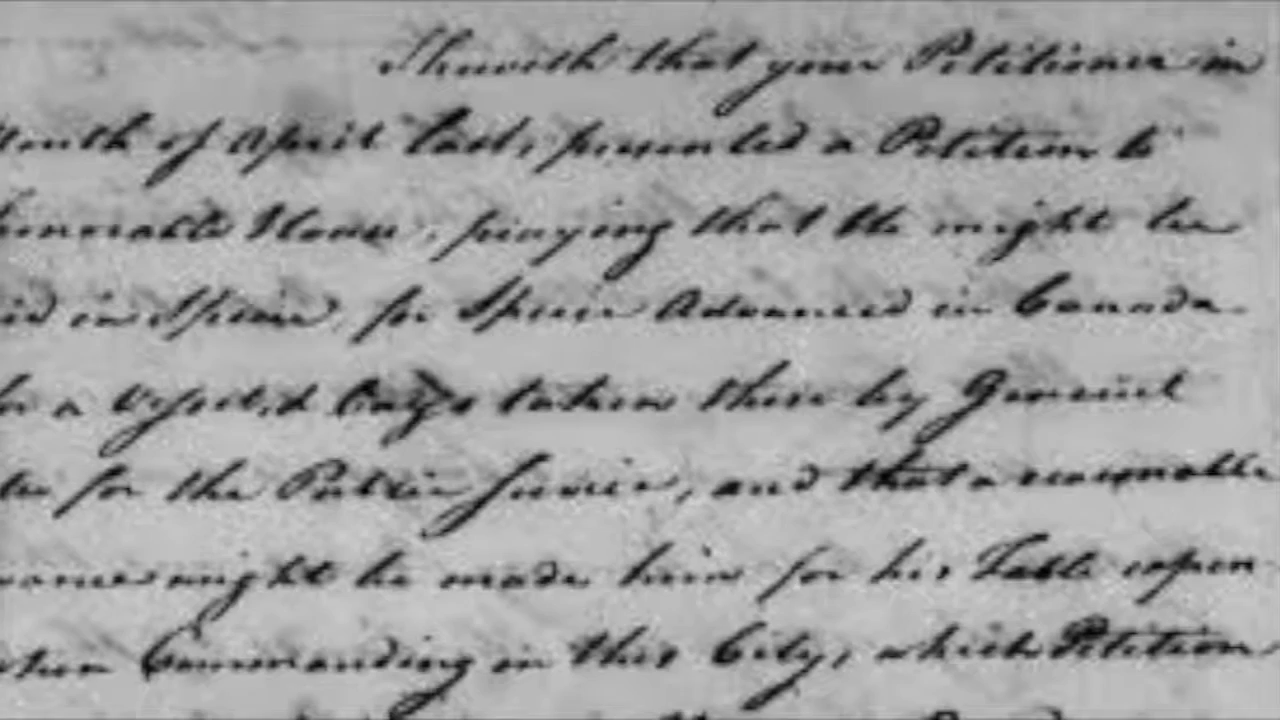 Sheweth that your Petitioner in
Month of April last, presented a Petition to
honorable House, praying that He might be
in Specie, for Specie Advanced in Canada
for a Vessel & Cargo taken there by General
for the Public Service, and that a reasonable
might be made him for his Table expen
when Commanding in this City, which Petition